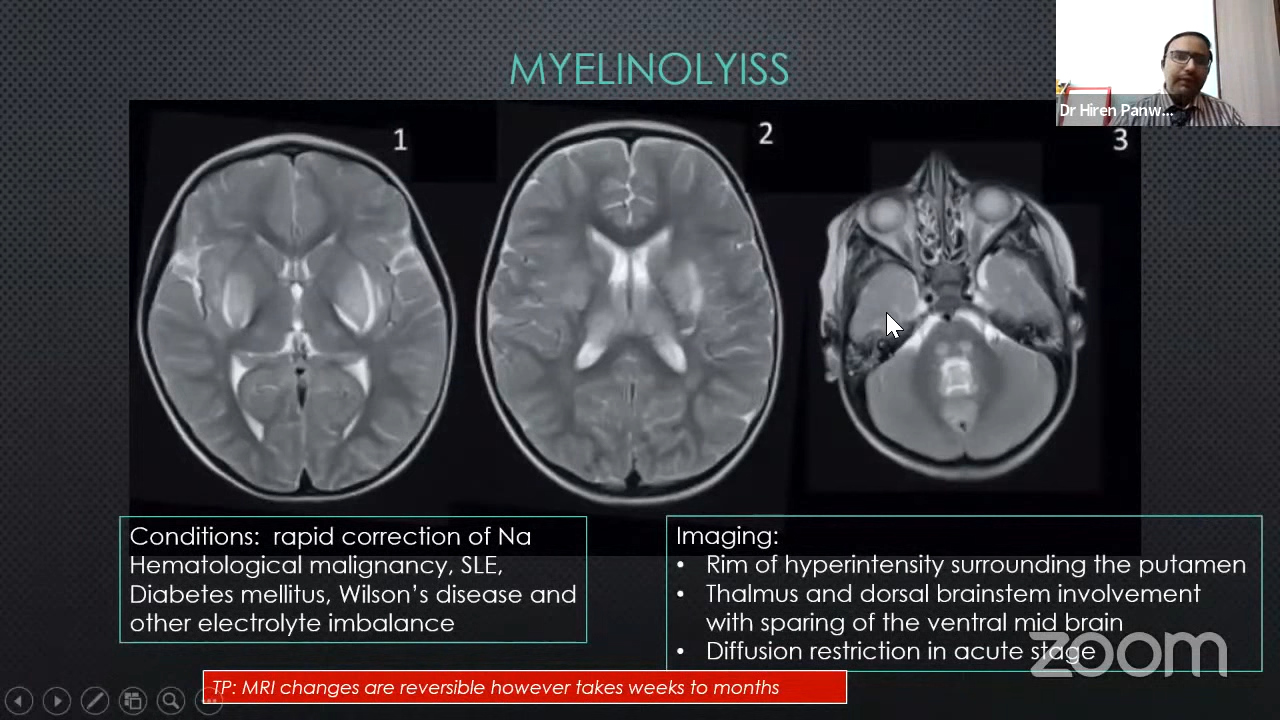 MYELINOLYISS
1
2
3
Dr Hiren Panw...
Conditions: rapid correction of Na
Hematological malignancy, SLE,
Diabetes mellitus, Wilson's disease and
other electrolyte imbalance
Imaging:
• Rim of hyperintensity surrounding the putamen
• Thalmus and dorsal brainstem involvement
with sparing of the ventral mid brain
• Diffusion restriction in acute stage
zoom
TP: MRI changes are reversible however takes weeks to months